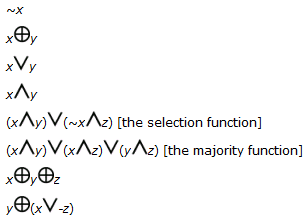 ~x
x⊕y
x∨y
x∧y
(x∧y)∨(~x∧z) [the selection function]
(x∧y)∨(x∧z)∨(y∧z) [the majority function]
x⊕y⊕z
y⊕(x∨-z)